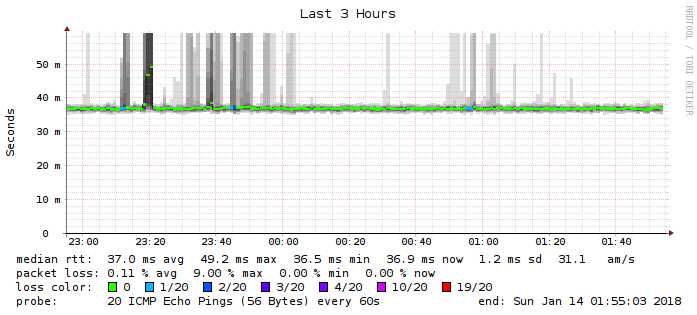 Last 3 Hours
RRDTOOL / TOBI OETIKER
Seconds
50 m
40 m
30 m
20 m
10 m
0
23:00 23:20 23:40 00:00 00:20 00:40 01:00 01:20 01:40
median rtt: 37.0 ms avg 49.2 ms max 36.5 ms min 36.9 ms now 1.2 ms sd 31.1 am/s
packet loss: 0.11 % avg 9.00 % max 0.00 % min 0.00 % now
loss color: 0 1/20 2/20 3/20 4/20 10/20 19/20
probe: 20 ICMP Echo Pings (56 Bytes) every 60s end: Sun Jan 14 01:55:03 2018